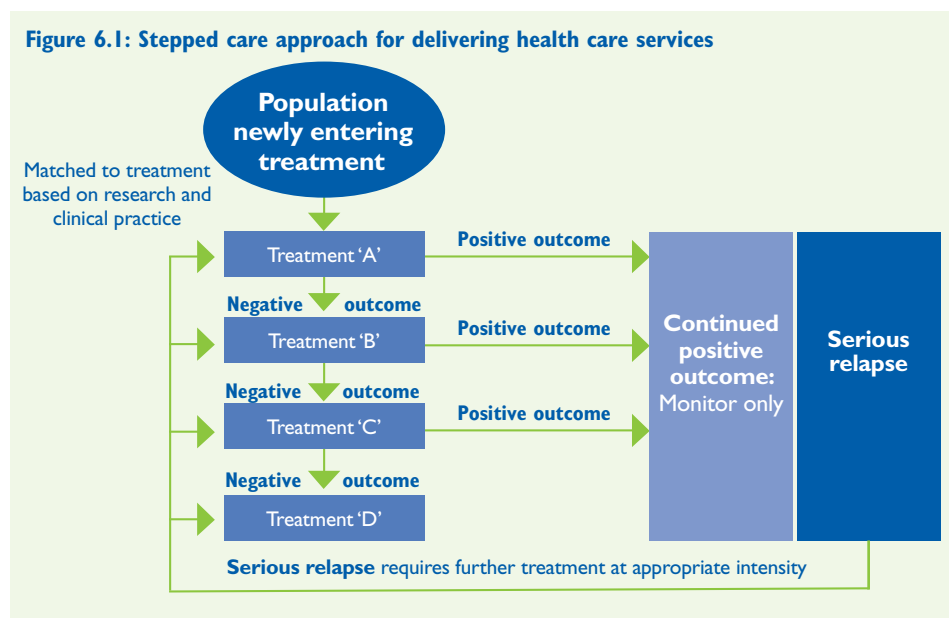 Figure 6.1: Stepped care approach for delivering health care services
Population
newly entering
treatment
Matched to treatment
based on research and
clinical practice
Treatment ‘A’
Positive outcome
Negative outcome
Treatment ‘B’
Positive outcome
Negative outcome
Treatment ‘C’
Positive outcome
Negative outcome
Treatment ‘D’
Continued
positive
outcome:
Monitor only
Serious
relapse
Serious relapse requires further treatment at appropriate intensity